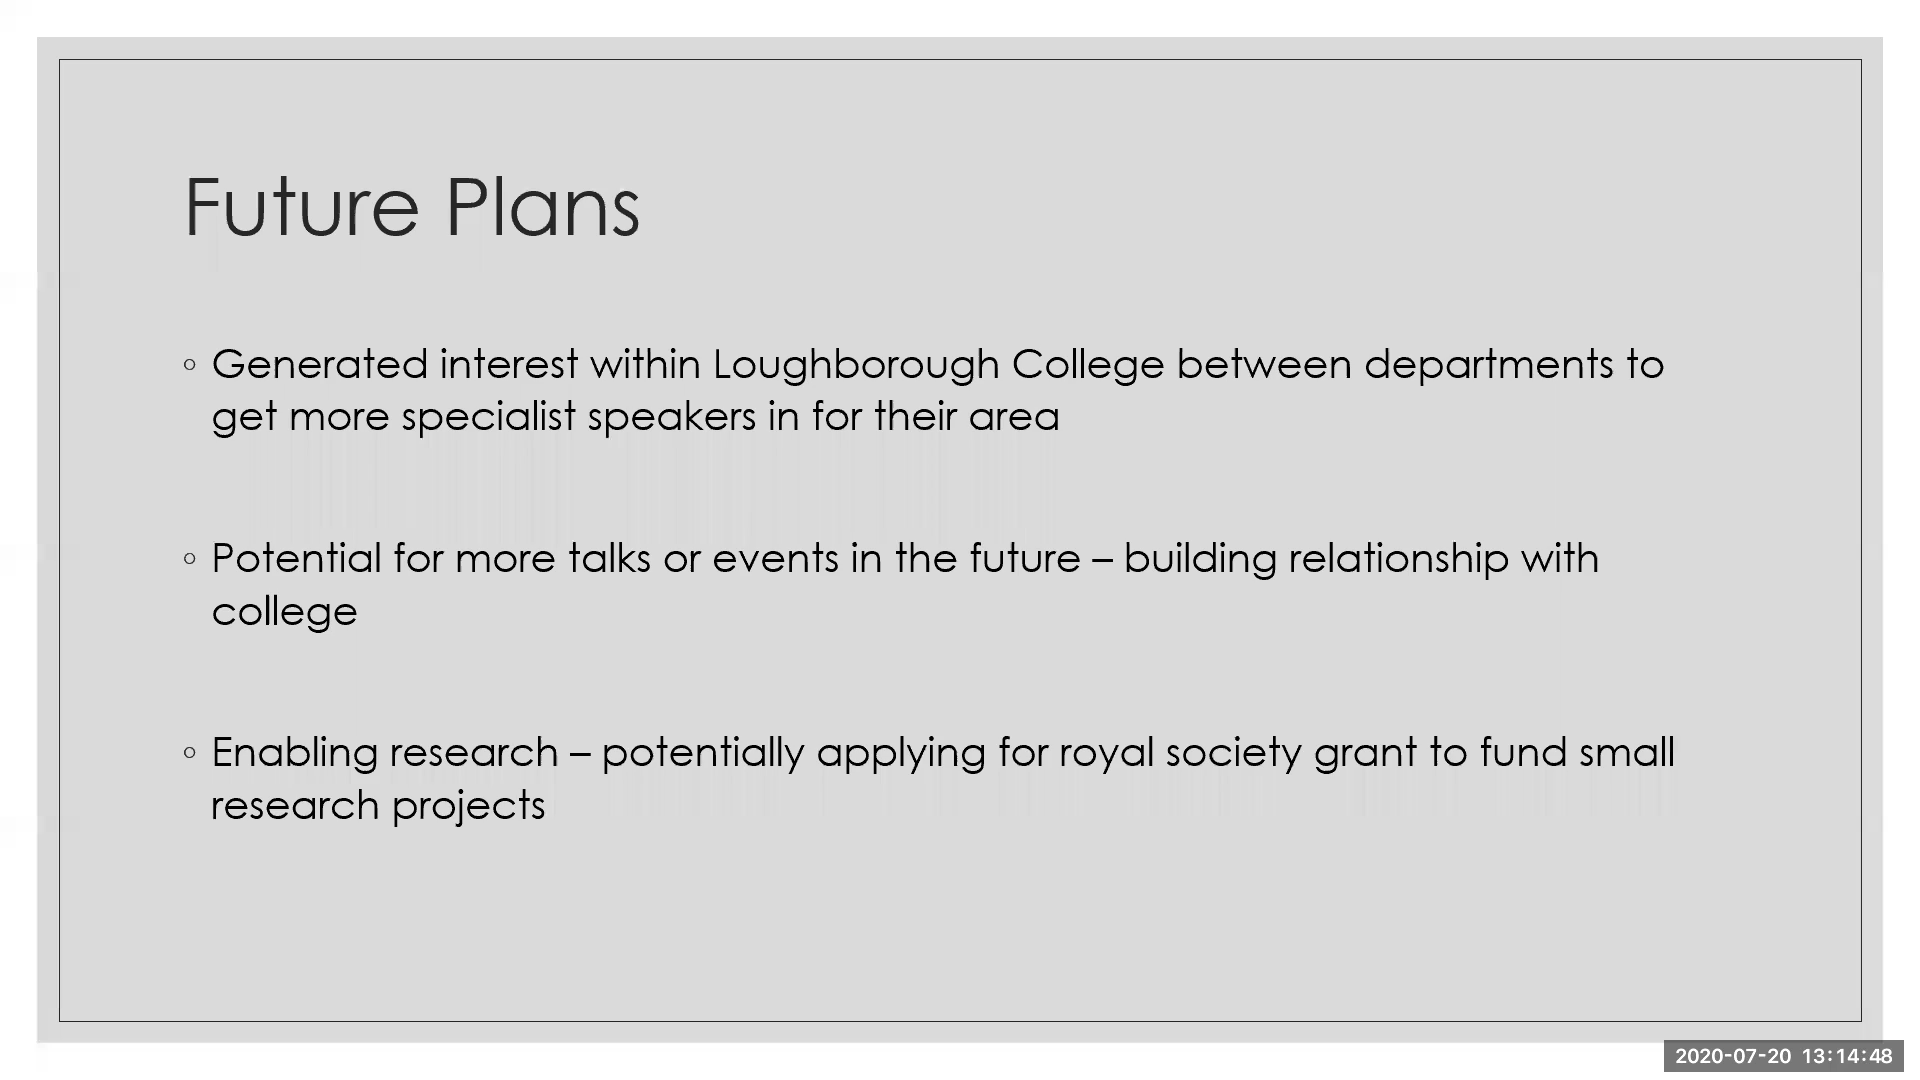 Future Plans
◦ Generated interest within Loughborough College between departments to
get more specialist speakers in for their area
◦ Potential for more talks or events in the future – building relationship with
college
◦ Enabling research – potentially applying for royal society grant to fund small
research projects
2020-07-20 13:14:48